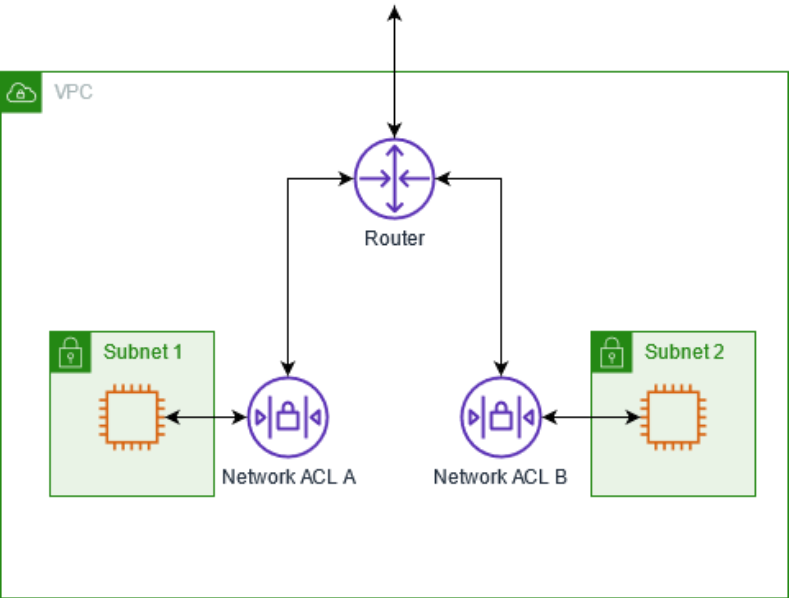 VPC
Router
Subnet 1
Subnet 2
Network ACL A
Network ACL B